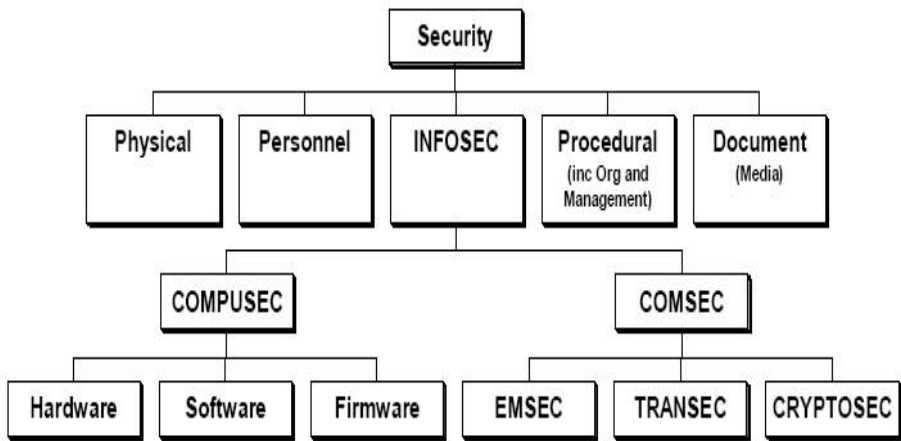 Security
Physical
Personnel
INFOSEC
Procedural
(inc Org and
Management)
Document
(Media)
COMPUSEC
COMSEC
Hardware
Software
Firmware
EMSEC
TRANSEC
CRYPTOSEC